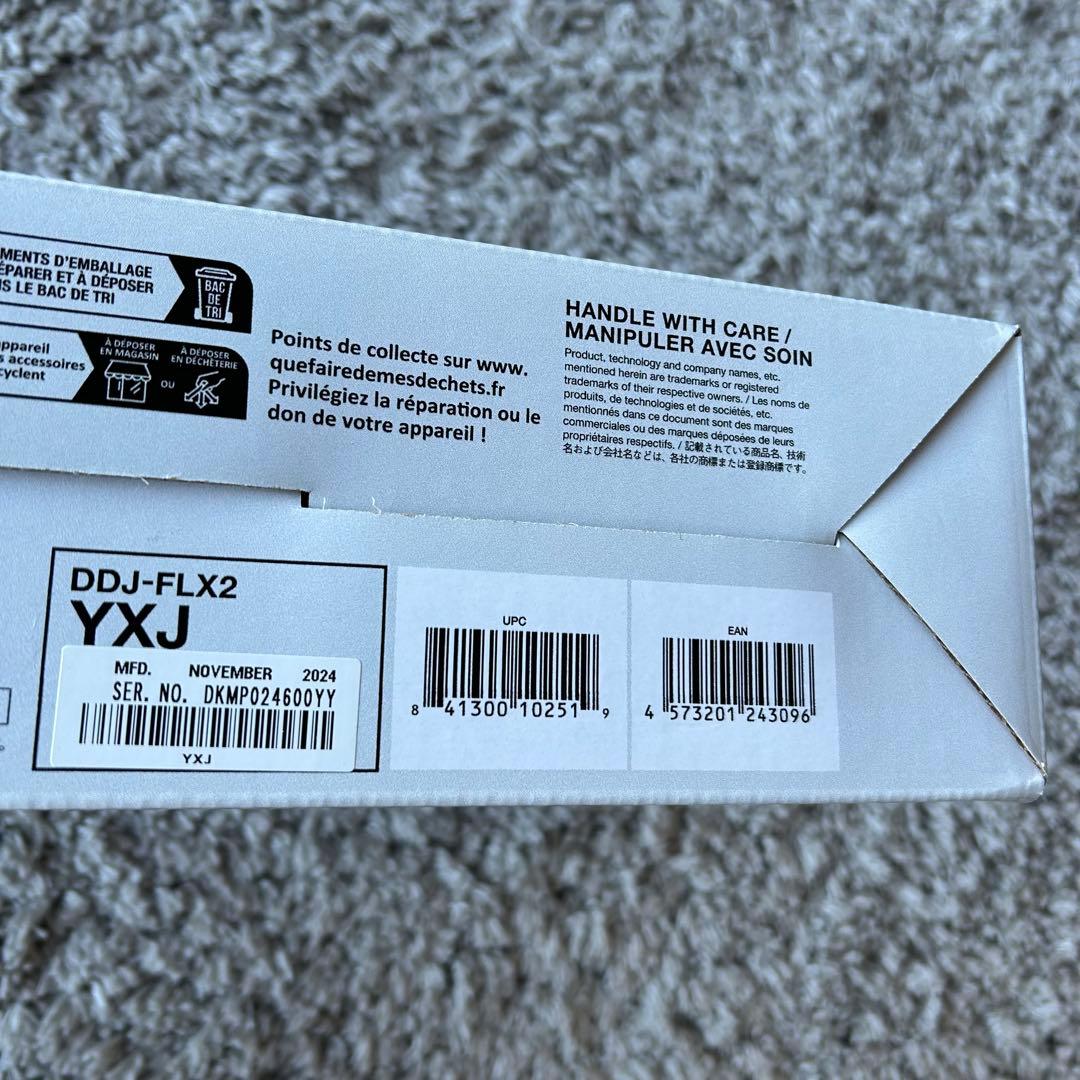 MENTS D'EMBALLAGE
ÉPARER ET À DÉPOSER
NS LE BAC DE TRI
BAC
DE
TRI
appareil
s accessoires
cyclent
À DÉPOSER
EN MAGASIN
OU
À DÉPOSER
EN DÉCHÈTERIE
Points de collecte sur www.
quefairedemesdechets.fr
Privilégiez la réparation ou le
don de votre appareil !
HANDLE WITH CARE /
MANIPULER AVEC SOIN
Product, technology and company names, etc.
mentioned herein are trademarks or registered
trademarks of their respective owners. / Les noms de
produits, de technologies et de sociétés, etc.
mentionnés dans ce document sont des marques
commerciales ou des marques déposées de leurs
propriétaires respectifs. / 記載されている商品名、技術
名および会社名などは、各社の商標または登録商標です。
DDJ-FLX2
YXJ
MFD. NOVEMBER 2024
SER. NO. DKMP024600YY
YXJ
UPC
8 41300 10251 9
EAN
4 573201 243096